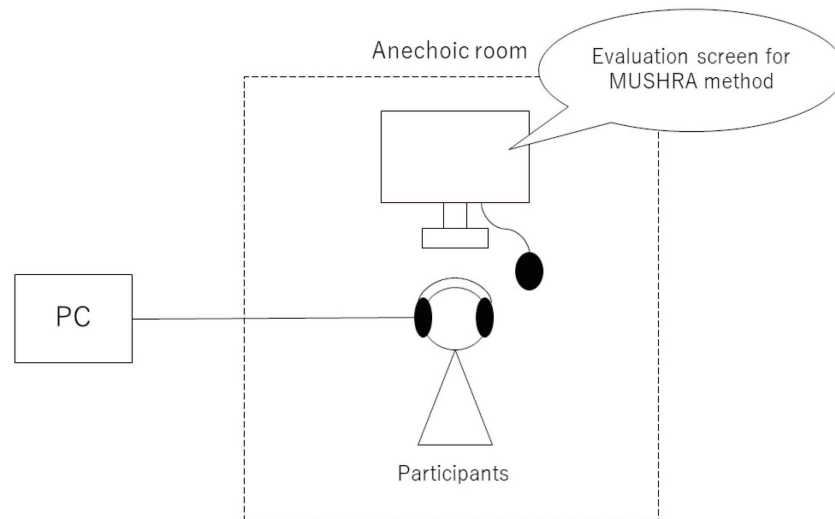 Anechoic room
Evaluation screen for
MUSHRA method
PC
Participants